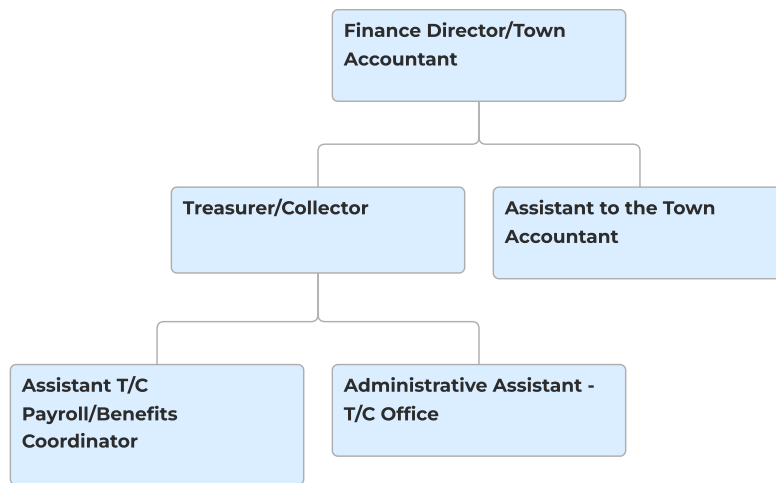 Finance Director/Town
Accountant
Treasurer/Collector
Assistant to the Town
Accountant
Assistant T/C
Payroll/Benefits
Coordinator
Administrative Assistant -
T/C Office